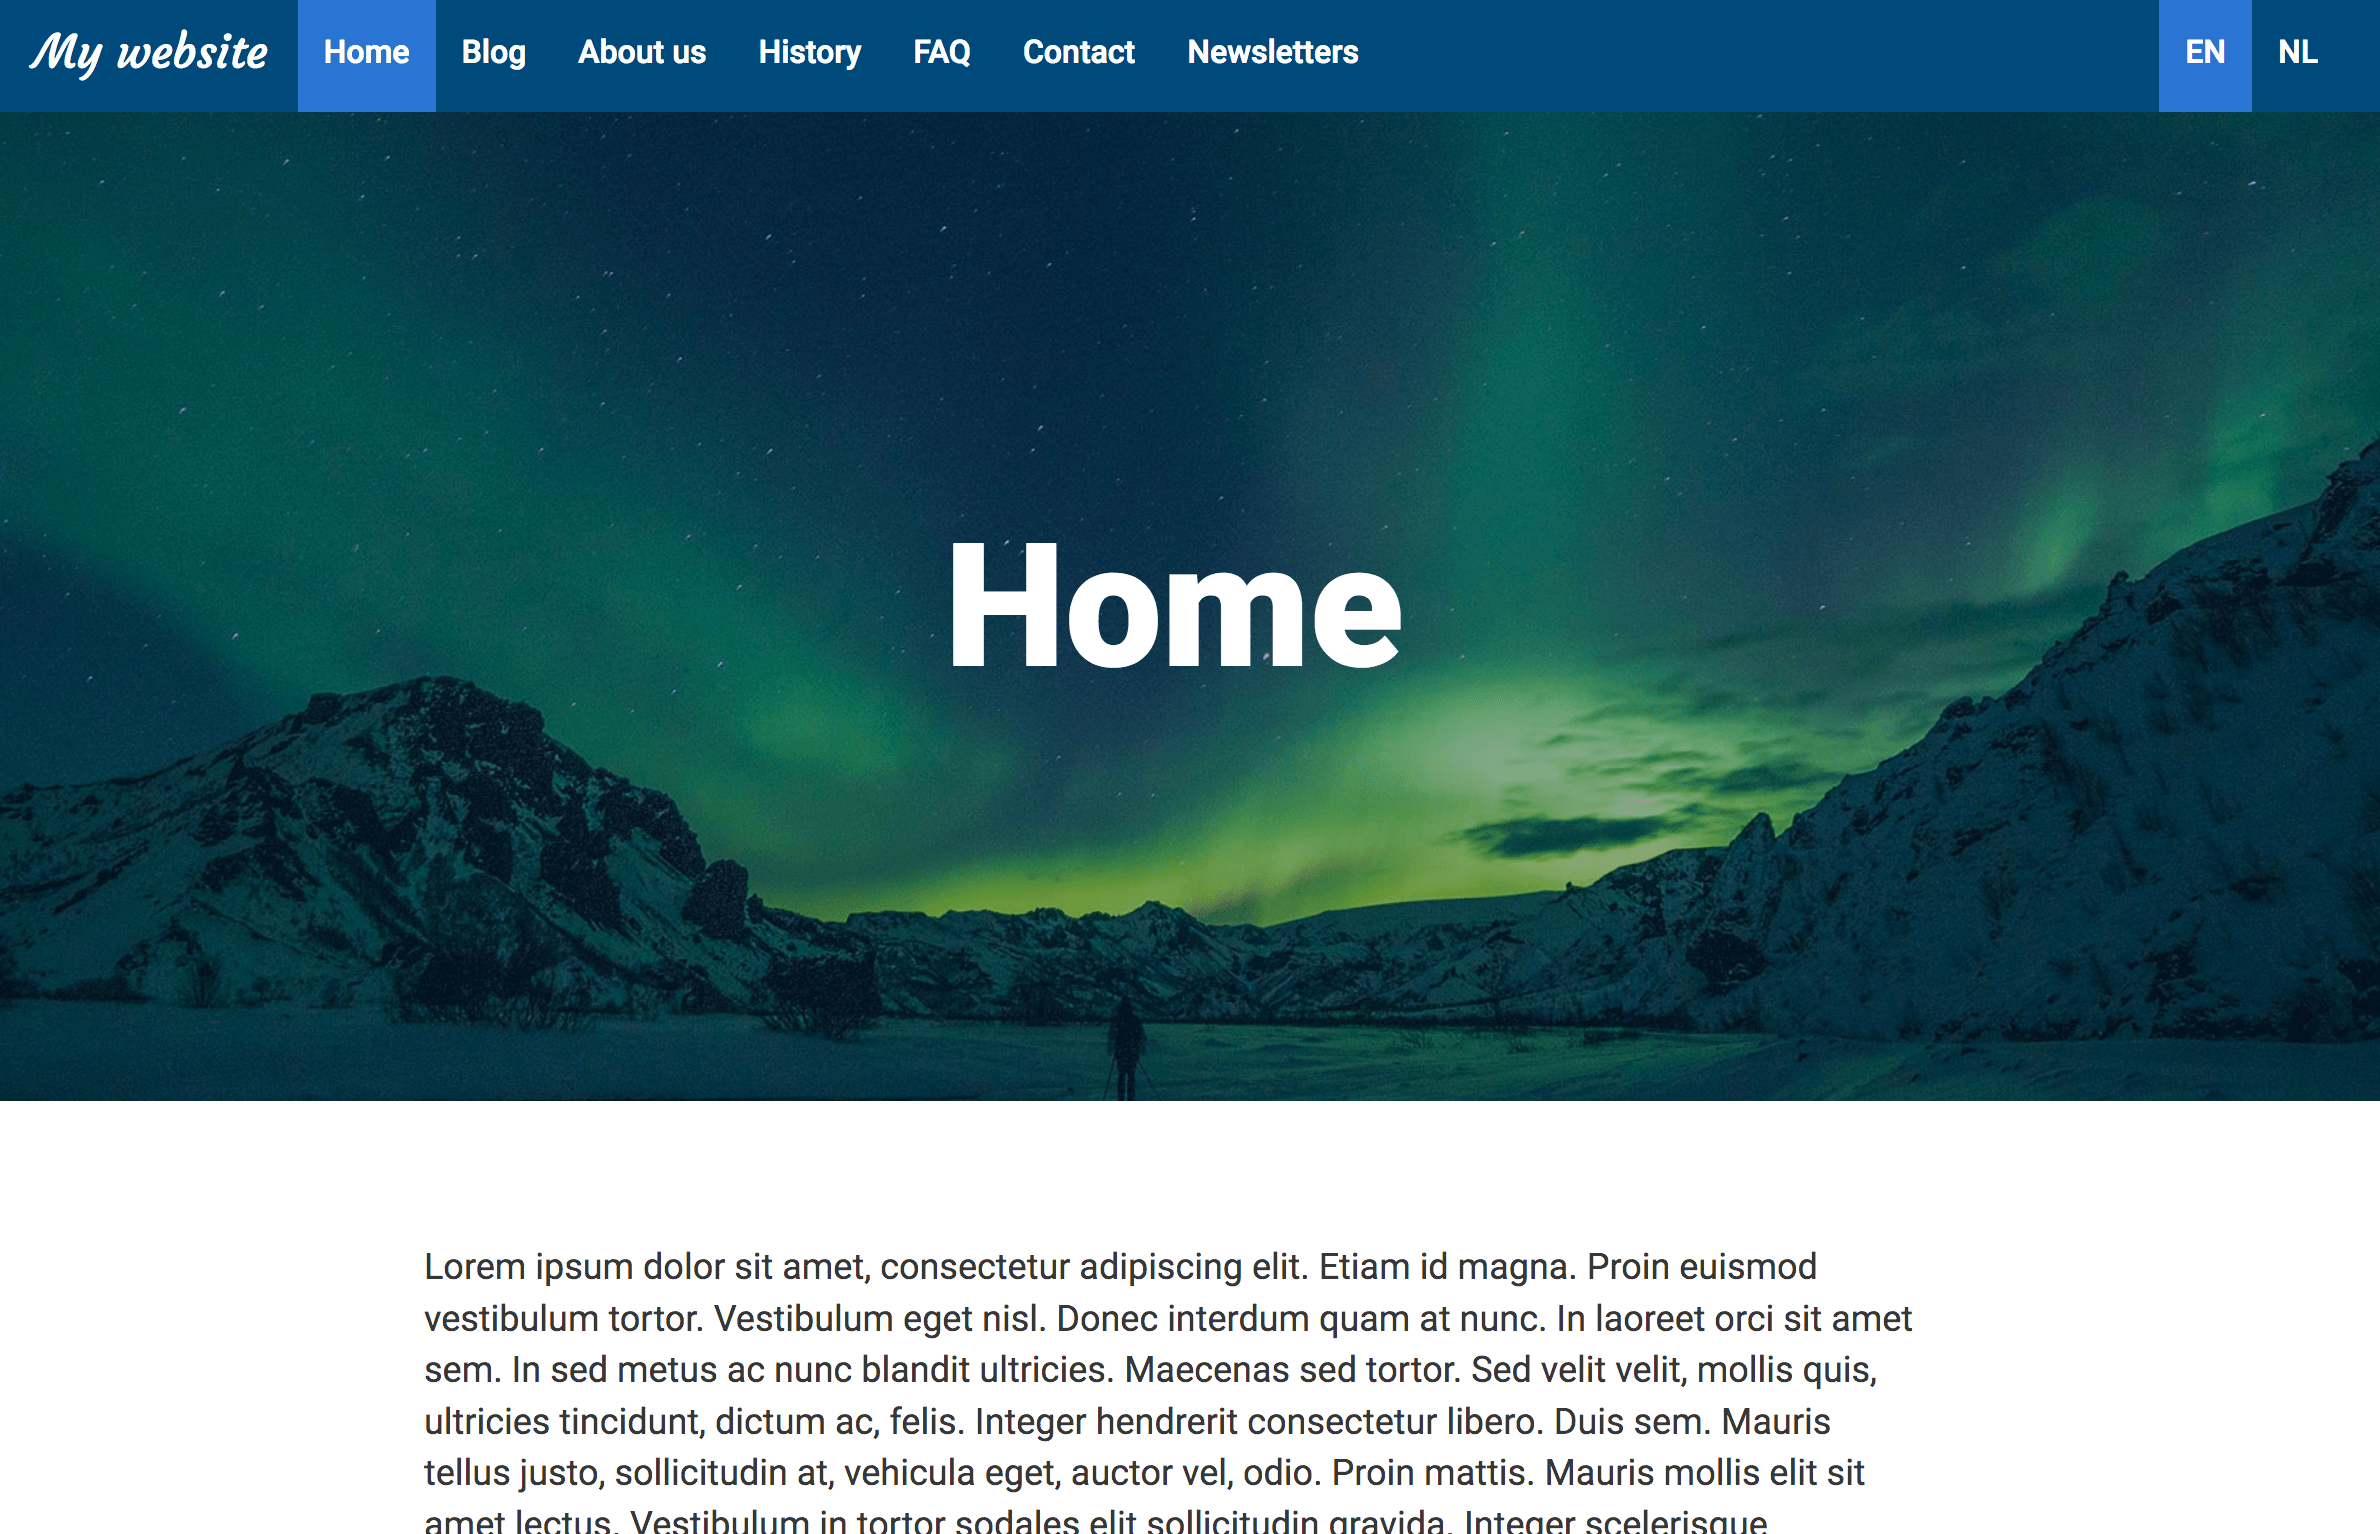 My website Home Blog About us History FAQ Contact Newsletters EN NL
Home
Lorem ipsum dolor sit amet, consectetur adipiscing elit. Etiam id magna. Proin euismod
vestibulum tortor. Vestibulum eget nisl. Donec interdum quam at nunc. In laoreet orci sit amet
sem. In sed metus ac nunc blandit ultricies. Maecenas sed tortor. Sed velit velit, mollis quis,
ultricies tincidunt, dictum ac, felis. Integer hendrerit consectetur libero. Duis sem. Mauris
tellus justo, sollicitudin at, vehicula eget, auctor vel, odio. Proin mattis. Mauris mollis elit sit
amet lectus. Vestibulum in tortor sodales elit sollicitudin gravida. Integer scelerisque